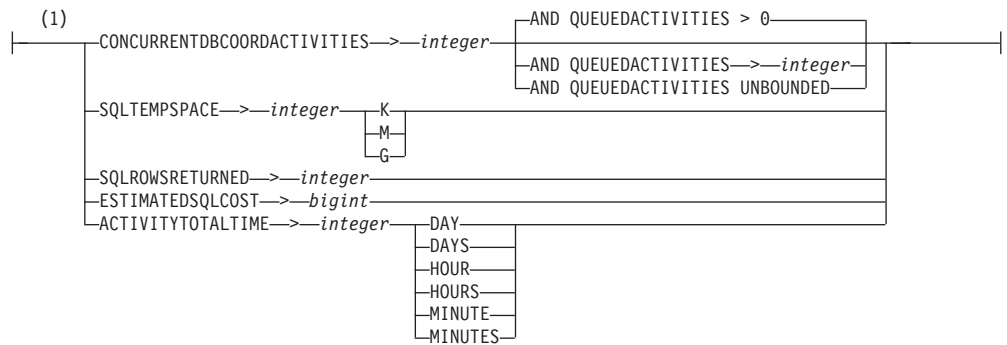 (1)
AND QUEUEDACTIVITIES > 0
CONCURRENTDBCOORDACTIVITIES > integer
AND QUEUEDACTIVITIES > integer
AND QUEUEDACTIVITIES UNBOUNDED
SQLTEMPSPACE > integer K
M
G
SQLROWSRETURNED > integer
ESTIMATEDSQLCOST > bigint
ACTIVITYTOTALTIME > integer DAY
DAYS
HOUR
HOURS
MINUTE
MINUTES